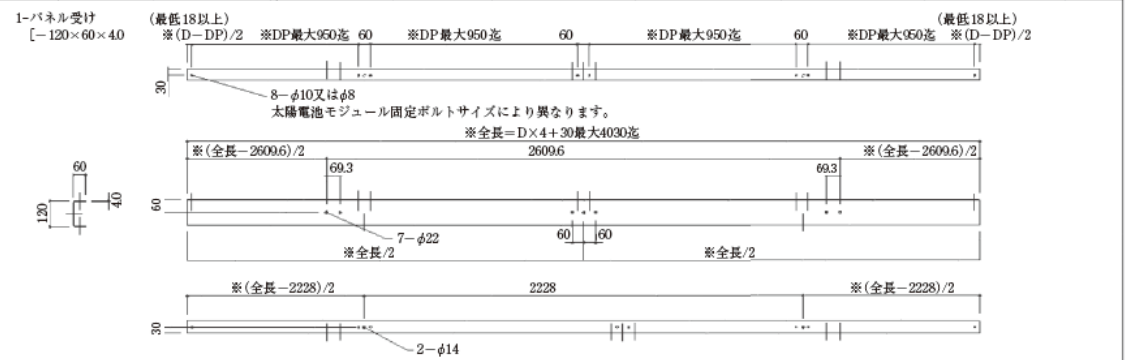 1-パネル受け
[-120×60×4.0
(最低18以上)
(最低18以上)
※(D-DP)/2 ※DP最大950迄 60 ※DP最大950迄 60 ※DP最大950迄 60 ※DP最大950迄 ※(D-DP)/2
30
8-φ10又はφ8
太陽電池モジュール固定ボルトサイズにより異なります。
※全長=D×4+30最大4030迄
※(全長-2609.6)/2 2609.6 ※(全長-2609.6)/2
60
69.3 69.3
120
4.0
60
7-φ22
60 60
※全長/2 ※全長/2
※(全長-2228)/2 2228 ※(全長-2228)/2
30
2-φ14